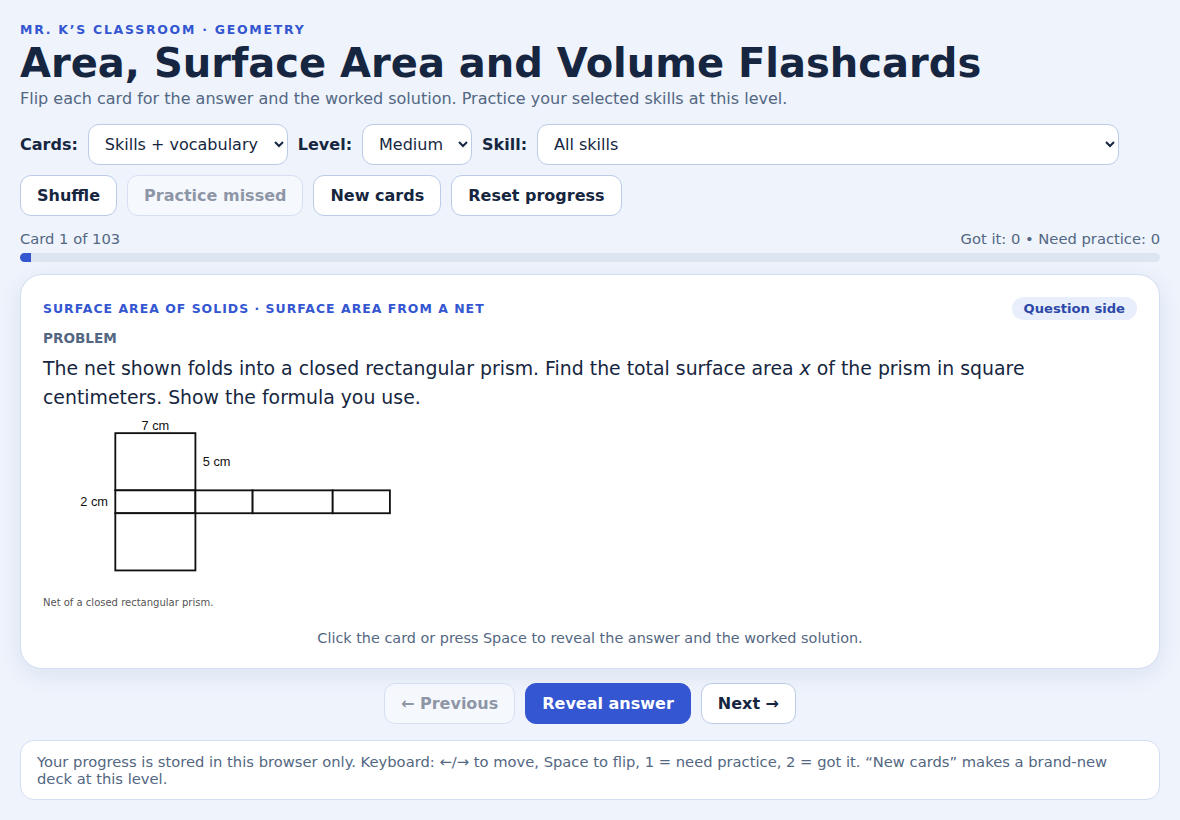 MR. K’S CLASSROOM · GEOMETRY
Area, Surface Area and Volume Flashcards
Flip each card for the answer and the worked solution. Practice your selected skills at this level.
Cards: Skills + vocabulary Level: Medium Skill: All skills
Shuffle Practice missed New cards Reset progress
Card 1 of 103 Got it: 0 • Need practice: 0
SURFACE AREA OF SOLIDS · SURFACE AREA FROM A NET Question side
PROBLEM
The net shown folds into a closed rectangular prism. Find the total surface area x of the prism in square
centimeters. Show the formula you use.
7 cm
5 cm
2 cm
Net of a closed rectangular prism.
Click the card or press Space to reveal the answer and the worked solution.
← Previous Reveal answer Next →
Your progress is stored in this browser only. Keyboard: ←/→ to move, Space to flip, 1 = need practice, 2 = got it. “New cards” makes a brand-new
deck at this level.